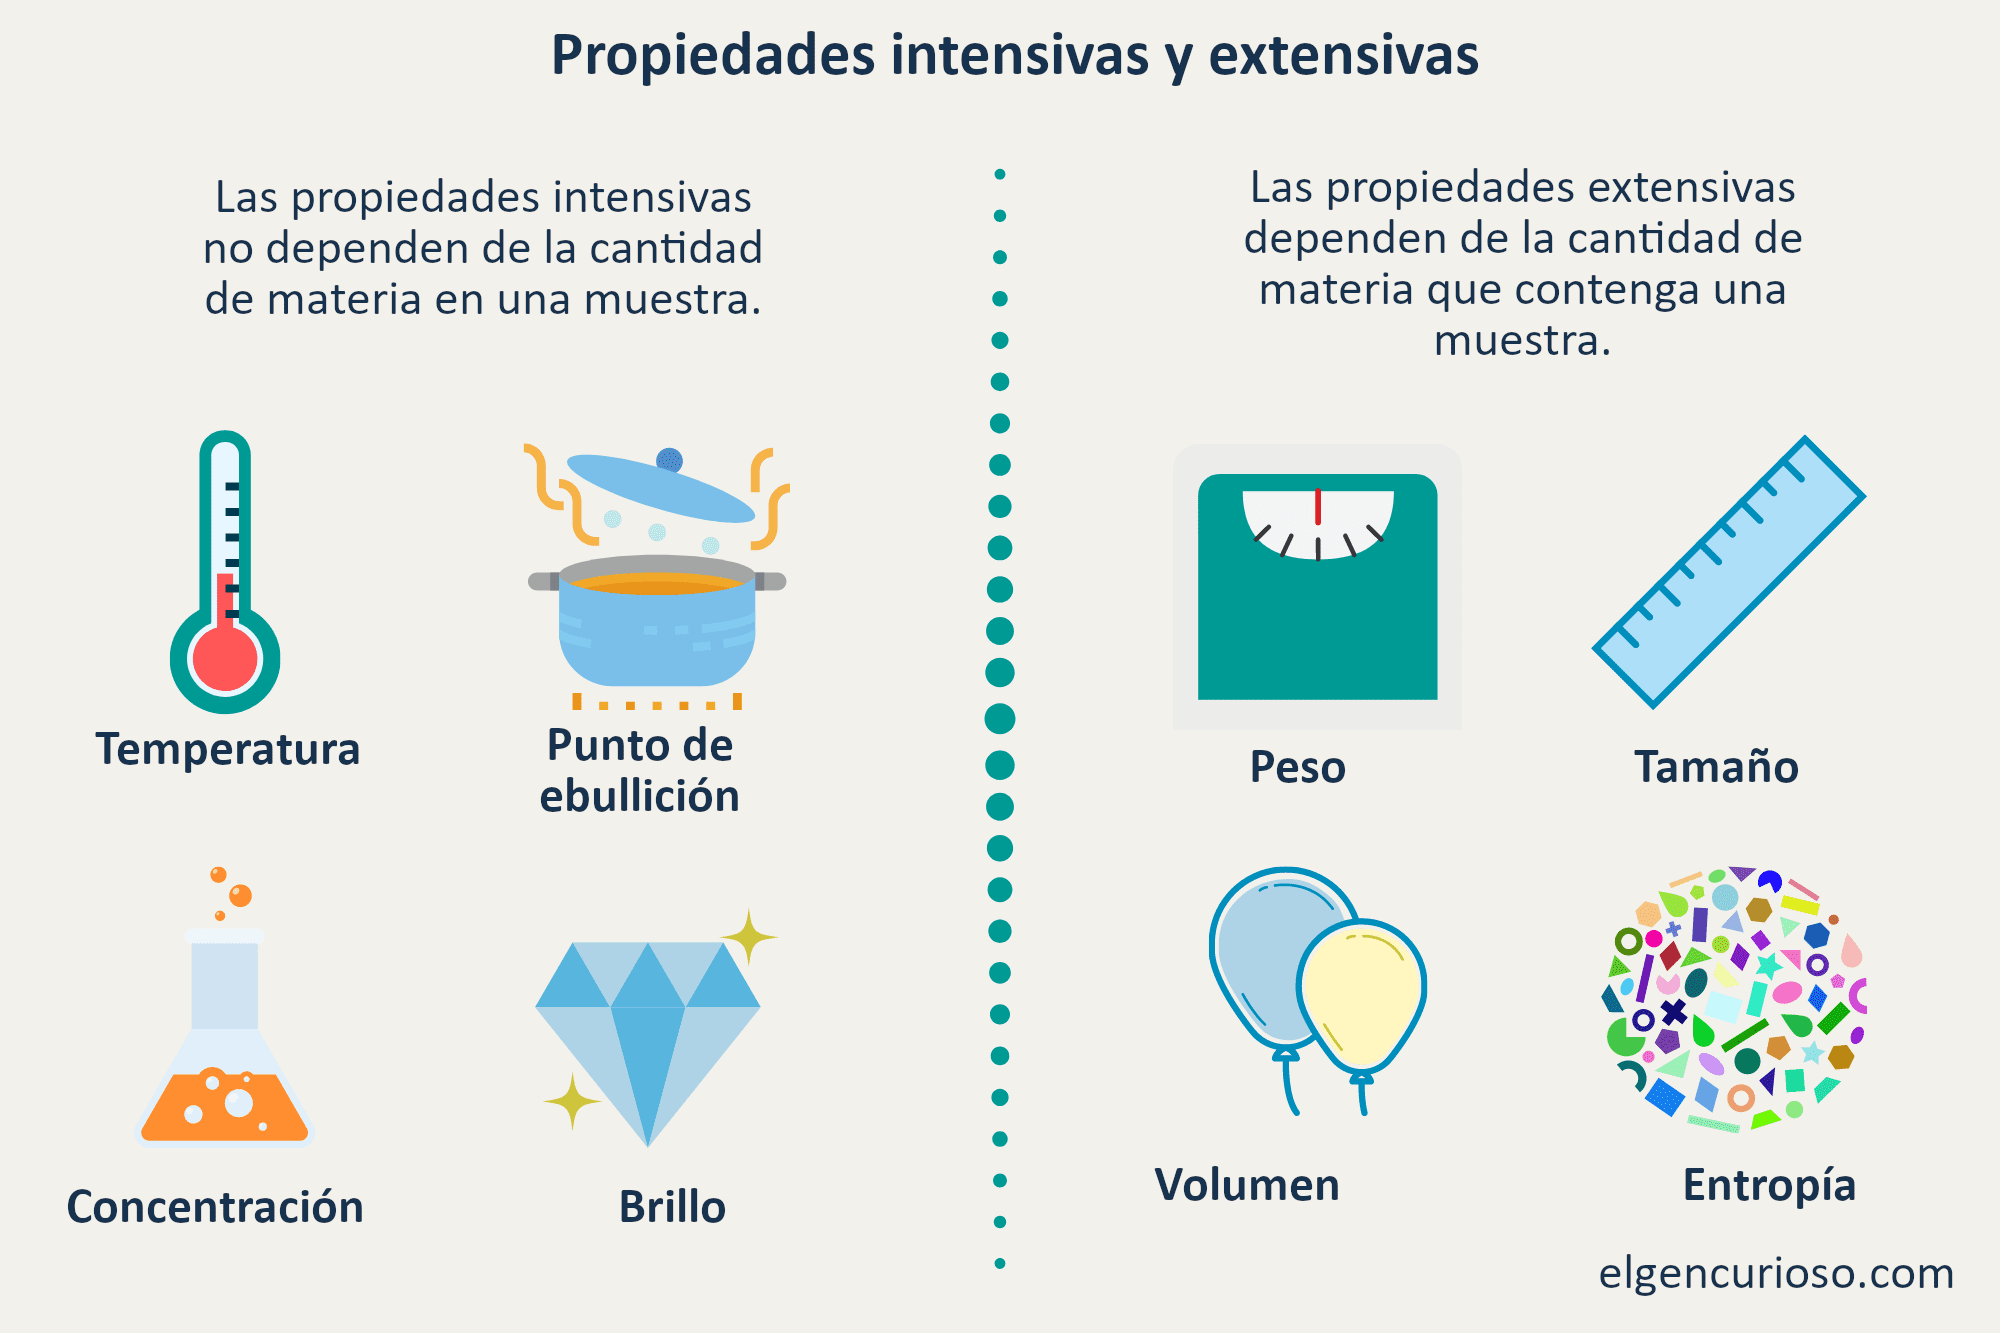 Propiedades intensivas y extensivas
Las propiedades intensivas
no dependen de la cantidad
de materia en una muestra.
Las propiedades extensivas
dependen de la cantidad de
materia que contenga una
muestra.
Temperatura
Punto de
ebullición
Peso
Tamaño
Concentración
Brillo
Volumen
Entropía
elgencurioso.com